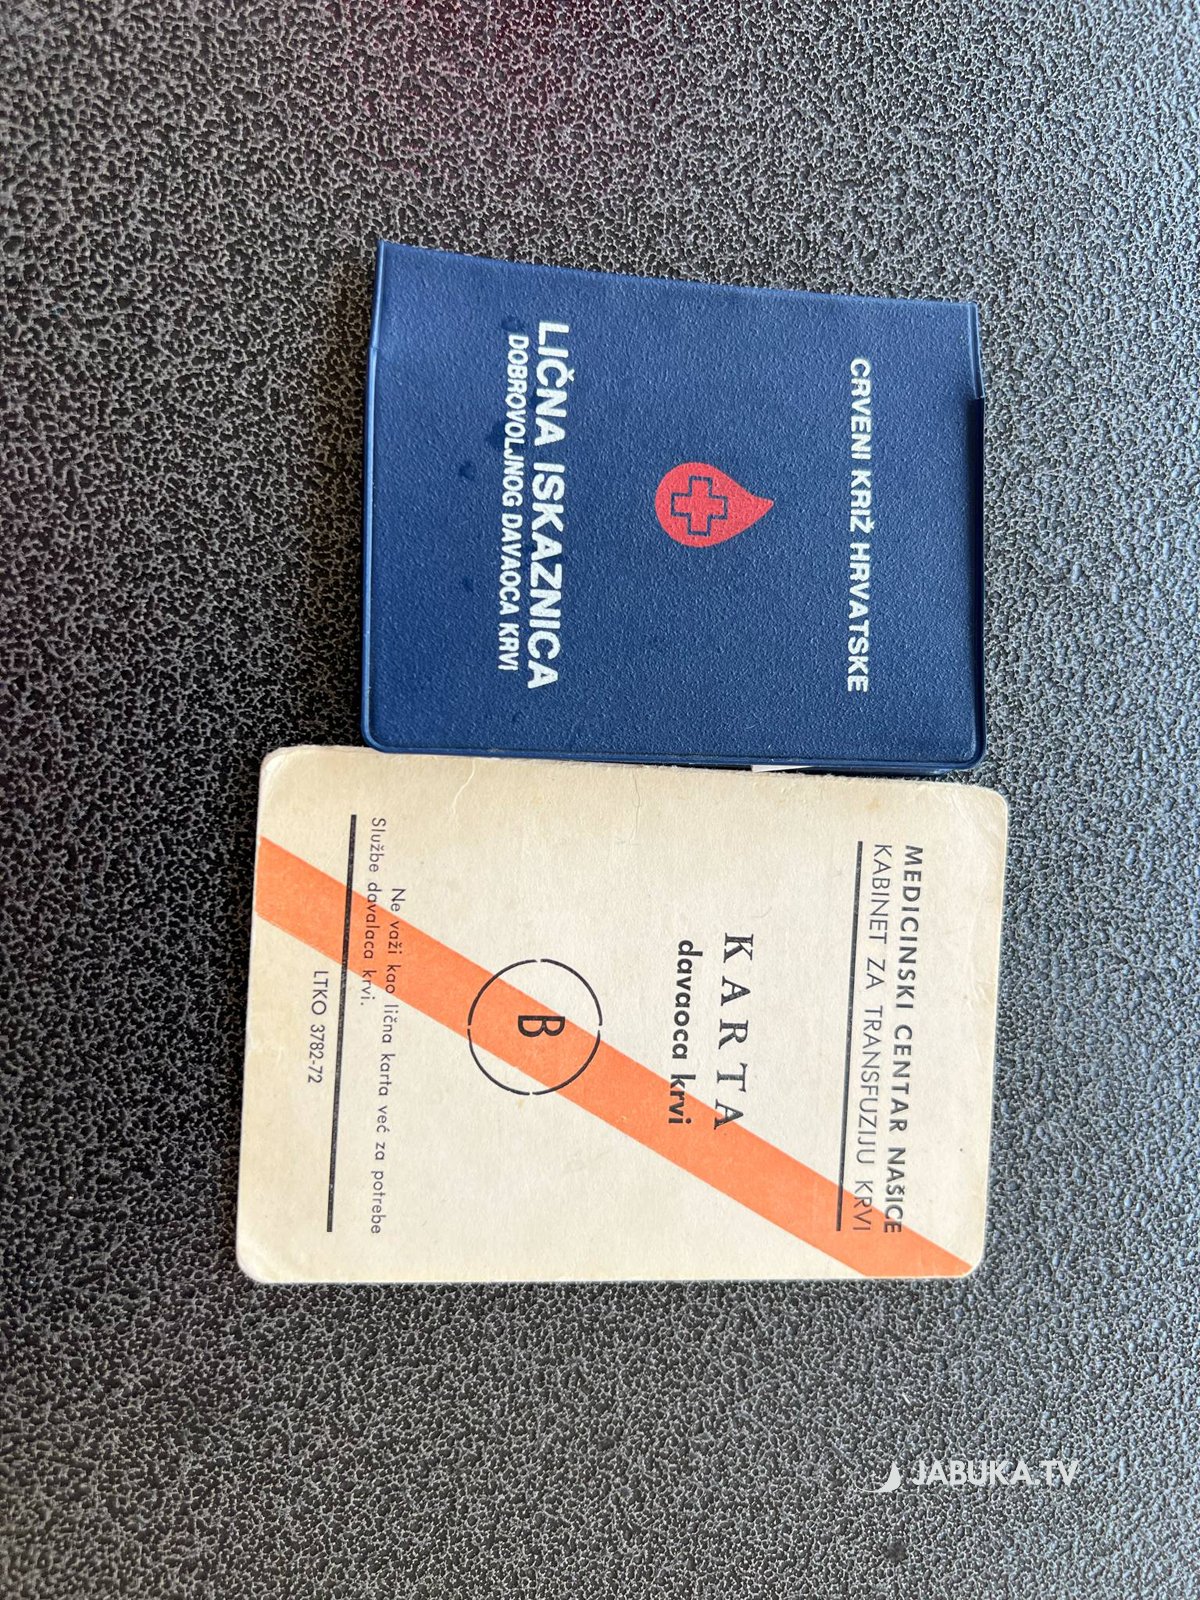 CRVENI KRIŽ HRVATSKE
LIČNA ISKAZNICA
DOBROVOLJNOG DAVAOCA KRVI
MEDICINSKI CENTAR NAŠICE
KABINET ZA TRANSFUZIJU KRVI
KARTA
davaoca krvi
B
Ne važi kao lična karta već za potrebe
Službe davalaca krvi.
LTKO 3782-72
JABUKA.TV